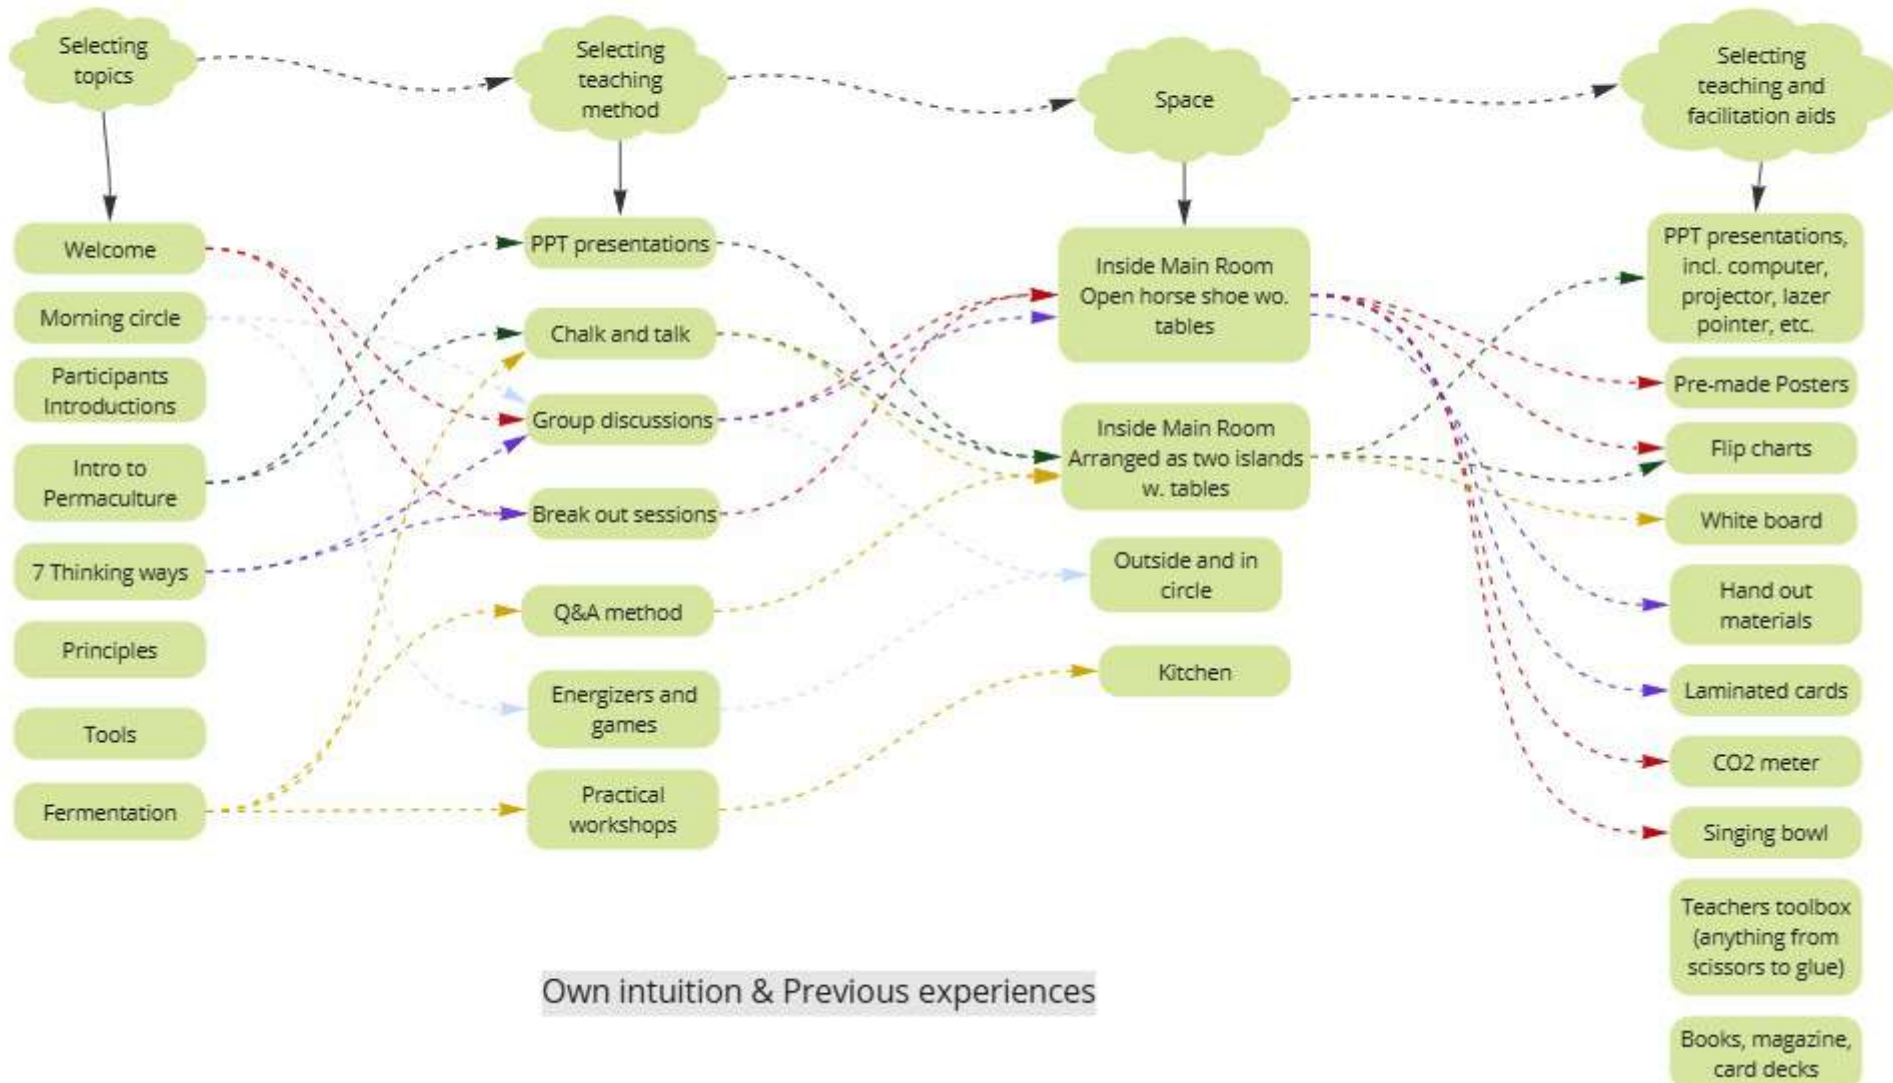 Selecting
topics
Selecting
teaching
method
Space
Selecting
teaching and
facilitation aids
Welcome
Morning circle
Participants
Introductions
Intro to
Permaculture
7 Thinking ways
Principles
Tools
Fermentation
PPT presentations
Chalk and talk
Group discussions
Break out sessions
Q&A method
Energizers and
games
Practical
workshops
Inside Main Room
Open horse shoe wo.
tables
Inside Main Room
Arranged as two islands
w. tables
Outside and in
circle
Kitchen
PPT presentations,
incl. computer,
projector, lazer
pointer, etc.
Pre-made Posters
Flip charts
White board
Hand out
materials
Laminated cards
CO2 meter
Singing bowl
Teachers toolbox
(anything from
scissors to glue)
Books, magazine,
card decks
Own intuition & Previous experiences